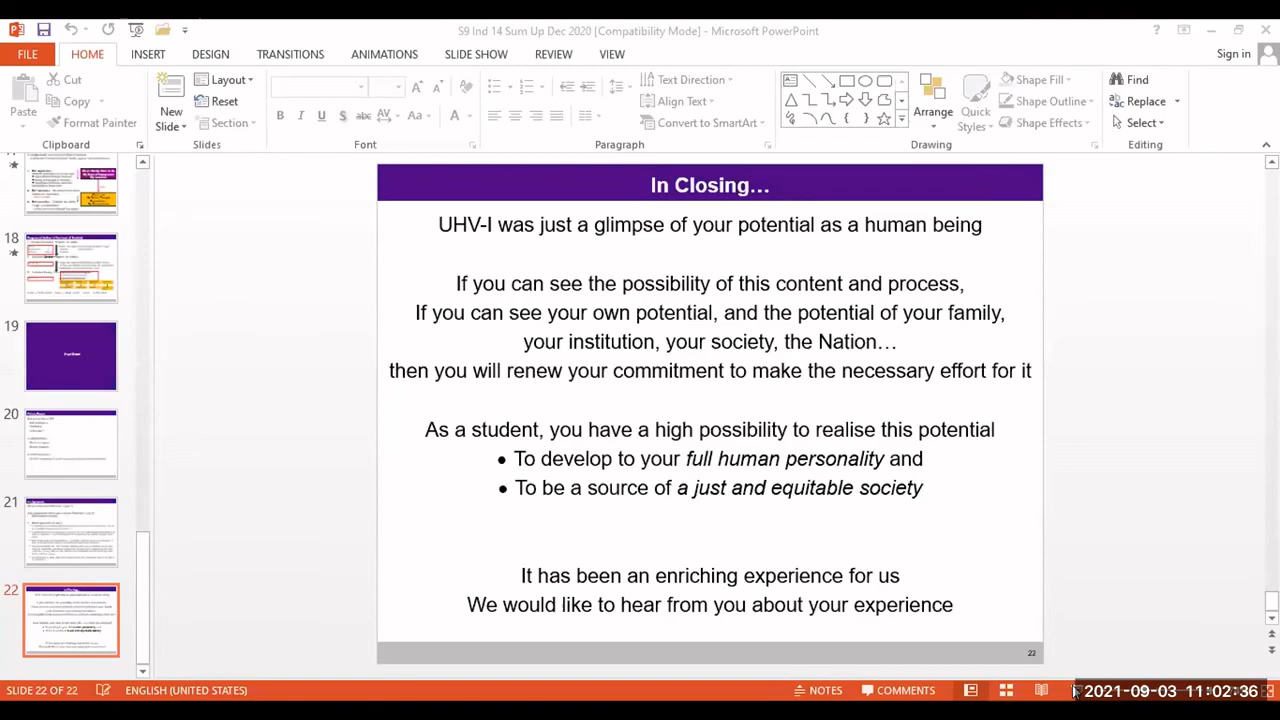 S9 Ind 14 Sum Up Dec 2020 [Compatibility Mode] - Microsoft PowerPoint
FILE HOME INSERT DESIGN TRANSITIONS ANIMATIONS SLIDE SHOW REVIEW VIEW Sign in
Paste Cut Copy Format Painter
New Slide Layout Reset Section
B I U S abc AV Aa A
Text Direction Align Text Convert to SmartArt
Arrange Quick Styles Shape Fill Shape Outline Shape Effects
Find Replace Select
Clipboard Slides Font Paragraph Drawing Editing
18
19
20
21
22
In Closing…
UHV-I was just a glimpse of your potential as a human being
If you can see the possibility of this content and process,
If you can see your own potential, and the potential of your family,
your institution, your society, the Nation…
then you will renew your commitment to make the necessary effort for it
As a student, you have a high possibility to realise this potential
• To develop to your full human personality and
• To be a source of a just and equitable society
It has been an enriching experience for us
We would like to hear from you about your experience
22
SLIDE 22 OF 22 ENGLISH (UNITED STATES) NOTES COMMENTS 2021-09-03 11:02:36